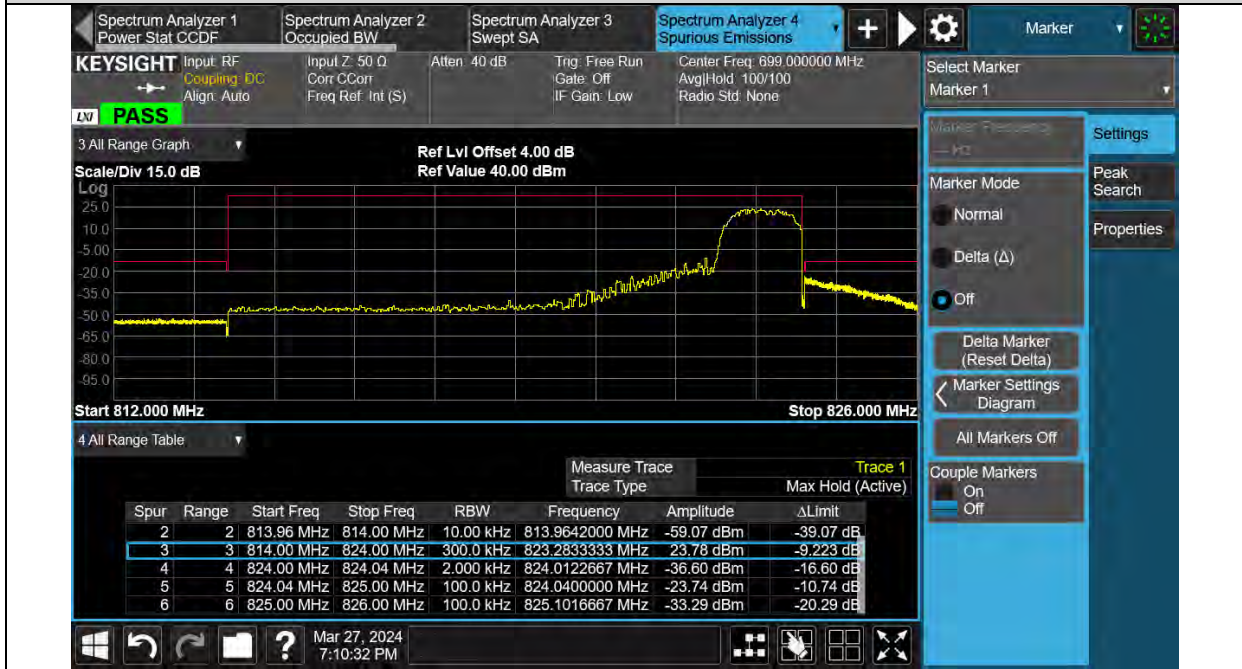 Spectrum Analyzer 1
Power Stat CCDF
Spectrum Analyzer 2
Occupied BW
Spectrum Analyzer 3
Swept SA
Spectrum Analyzer 4
Spurious Emissions
Marker
KEYSIGHT
Input: RF
Coupling: DC
Align: Auto
Input Z: 50 Ω
Corr CCorr
Freq Ref: Int (S)
Atten: 40 dB
Trig: Free Run
Gate: Off
IF Gain: Low
Center Freq: 699.000000 MHz
Avg|Hold: 100/100
Radio Std: None
LXI PASS
3 All Range Graph
Ref Lvl Offset 4.00 dB
Scale/Div 15.0 dB
Ref Value 40.00 dBm
Log
25.0
10.0
-5.00
-20.0
-35.0
-50.0
-65.0
-80.0
-95.0
Start 812.000 MHz
Stop 826.000 MHz
4 All Range Table
Measure Trace Trace 1
Trace Type Max Hold (Active)
Spur Range Start Freq Stop Freq RBW Frequency Amplitude ΔLimit
2 2 813.96 MHz 814.00 MHz 10.00 kHz 813.9642000 MHz -59.07 dBm -39.07 dB
3 3 814.00 MHz 824.00 MHz 300.0 kHz 823.2833333 MHz 23.78 dBm -9.223 dB
4 4 824.00 MHz 824.04 MHz 2.000 kHz 824.0122667 MHz -36.60 dBm -16.60 dB
5 5 824.04 MHz 825.00 MHz 100.0 kHz 824.0400000 MHz -23.74 dBm -10.74 dB
6 6 825.00 MHz 826.00 MHz 100.0 kHz 825.1016667 MHz -33.29 dBm -20.29 dB
Mar 27, 2024
7:10:32 PM
Select Marker
Marker 1
Marker Frequency
--- Hz
Marker Mode
Normal
Delta (Δ)
Off
Delta Marker
(Reset Delta)
Marker Settings
Diagram
All Markers Off
Couple Markers
On
Off
Settings
Peak
Search
Properties